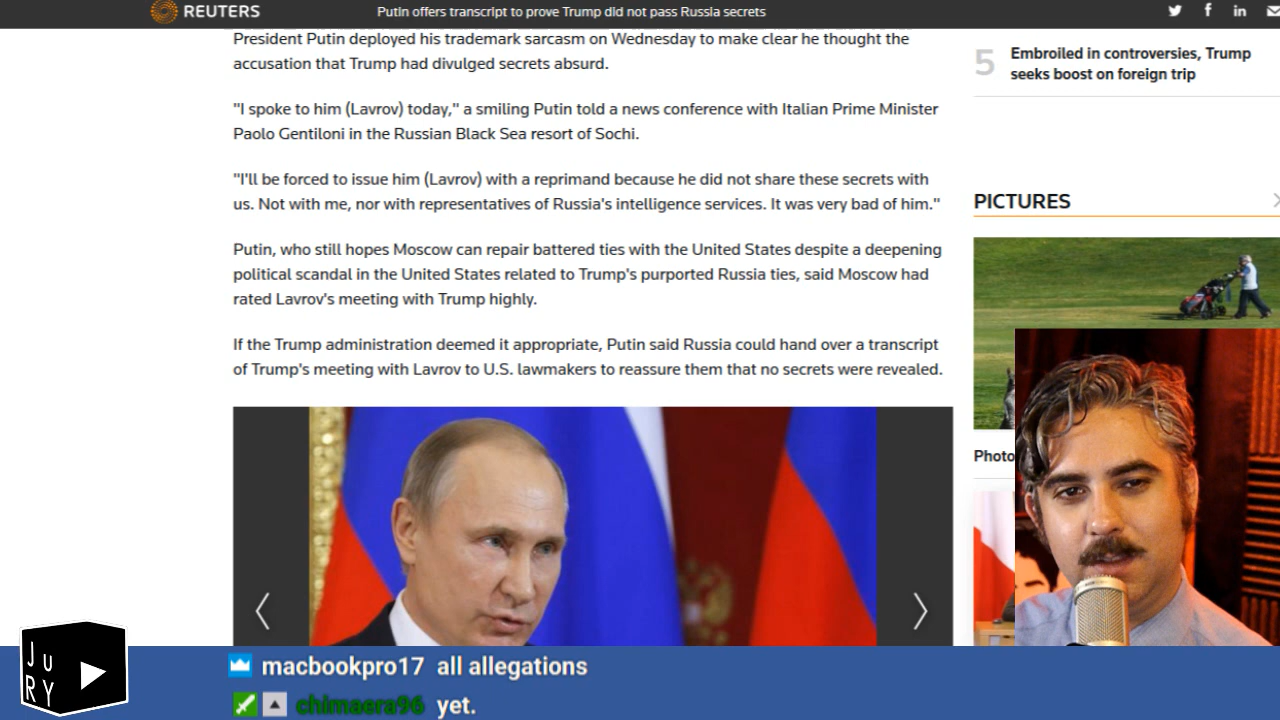 REUTERS
Putin offers transcript to prove Trump did not pass Russia secrets
President Putin deployed his trademark sarcasm on Wednesday to make clear he thought the
accusation that Trump had divulged secrets absurd.
"I spoke to him (Lavrov) today," a smiling Putin told a news conference with Italian Prime Minister
Paolo Gentiloni in the Russian Black Sea resort of Sochi.
"I'll be forced to issue him (Lavrov) with a reprimand because he did not share these secrets with
us. Not with me, nor with representatives of Russia's intelligence services. It was very bad of him."
Putin, who still hopes Moscow can repair battered ties with the United States despite a deepening
political scandal in the United States related to Trump's purported Russia ties, said Moscow had
rated Lavrov's meeting with Trump highly.
If the Trump administration deemed it appropriate, Putin said Russia could hand over a transcript
of Trump's meeting with Lavrov to U.S. lawmakers to reassure them that no secrets were revealed.
5
Embroiled in controversies, Trump
seeks boost on foreign trip
PICTURES
Photo
JURY
macbookpro17 all allegations
chimaera96 yet.